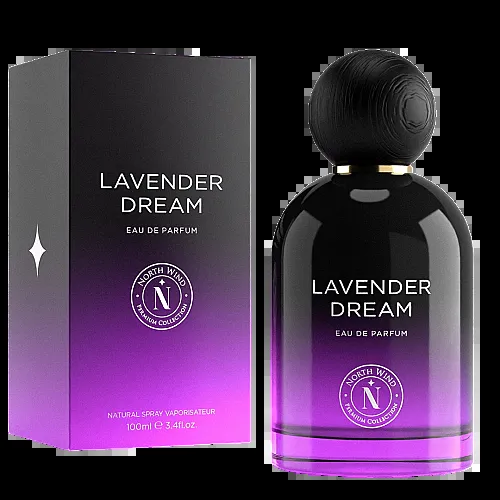 LAVENDER
DREAM
EAU DE PARFUM
NORTH WIND
N
PREMIUM COLLECTION
NATURAL SPRAY VAPORISATEUR
100ml ℮ 3.4fl.oz.
LAVENDER
DREAM
EAU DE PARFUM
NORTH WIND
N
PREMIUM COLLECTION